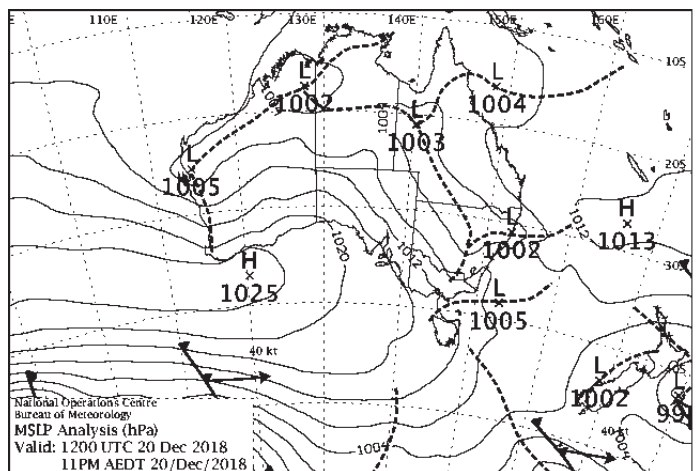 110E 120E 130E 140E 150E 160E
10S
L L
1002 1004
1004
L
1003
L 20S
1005
H
L 1012 1013
1002
H 1020 1012
1025 30S
L
1005
40 kt L
1002
40 kt
1004
National Operations Centre
Bureau of Meteorology
MSLP Analysis (hPa)
Valid: 1200 UTC 20 Dec 2018
11PM AEDT 20/Dec/2018